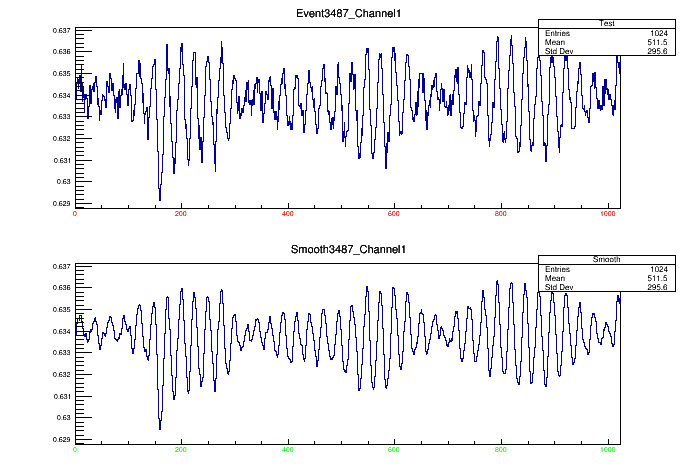 Event3487_Channel1
Test
Entries 1024
Mean 511.5
Std Dev 295.6
0.637
0.636
0.635
0.634
0.633
0.632
0.631
0.63
0.629
0 200 400 600 800 1000
Smooth3487_Channel1
Smooth
Entries 1024
Mean 511.5
Std Dev 295.6
0.637
0.636
0.635
0.634
0.633
0.632
0.631
0.63
0.629
0 200 400 600 800 1000